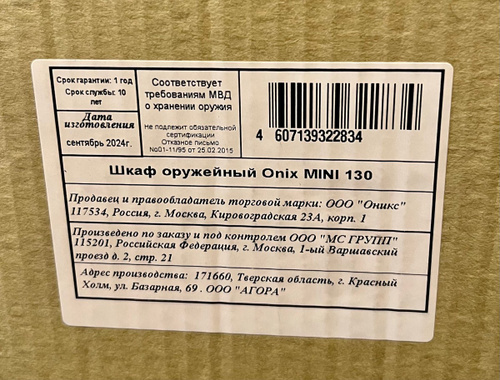 Срок гарантии: 1 год
Срок службы: 10
лет
Дата
изготовления
сентябрь 2024г.
Соответствует
требованиям МВД
о хранении оружия
не подлежит обязательной
сертификации
Отказное письмо
№01-11/95 от 25.02.2015
4 607139322834
Шкаф оружейный Onix MINI 130
Продавец и правообладатель торговой марки: ООО "Оникс"
117534, Россия, г. Москва, Кировоградская 23А, корп. 1
Произведено по заказу и под контролем ООО "МС ГРУПП"
115201, Российская Федерация, г. Москва, 1-ый Варшавский
проезд д. 2, стр. 21
Адрес производства: 171660, Тверская область, г. Красный
Холм, ул. Базарная, 69 . ООО "АГОРА"